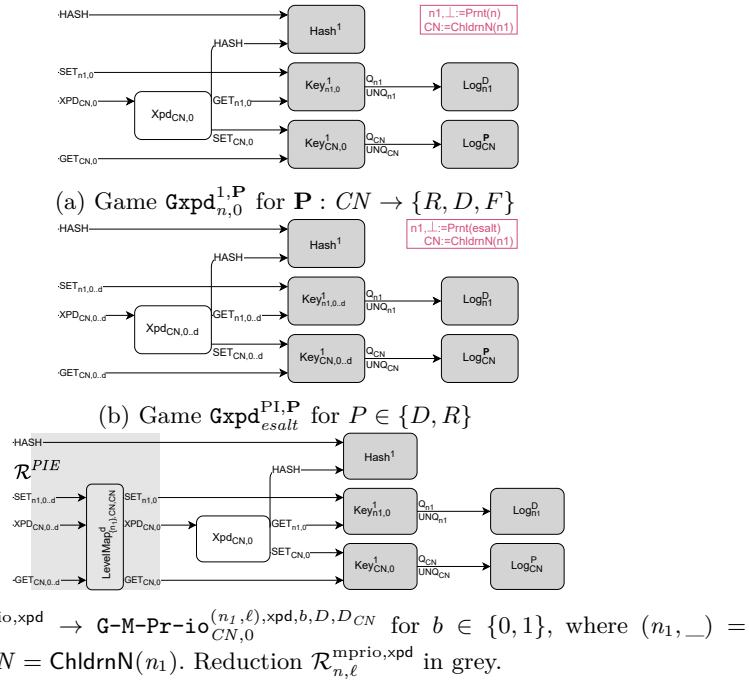 HASH
Hash¹
n1,⊥:=Prnt(n)
CN:=ChldrnN(n1)
HASH
SET_{n1,0}
Key¹_{n1,0}
Q_{n1}
UNQ_{n1}
Log^D_{n1}
XPD_{CN,0}
Xpd_{CN,0}
GET_{n1,0}
SET_{CN,0}
Key¹_{CN,0}
Q_{CN}
UNQ_{CN}
Log^P_{CN}
GET_{CN,0}
(a) Game Gxpd^{1,P}_{n,0} for P : CN → {R, D, F}
HASH
Hash¹
n1,⊥:=Prnt(esalt)
CN:=ChldrnN(n1)
HASH
SET_{n1,0..d}
Key¹_{n1,0..d}
Q_{n1}
UNQ_{n1}
Log^D_{n1}
XPD_{CN,0..d}
Xpd_{CN,0..d}
GET_{n1,0..d}
SET_{CN,0..d}
Key¹_{CN,0..d}
Q_{CN}
UNQ_{CN}
Log^P_{CN}
GET_{CN,0..d}
(b) Game Gxpd^{PI,P}_{esalt} for P ∈ {D, R}
HASH
Hash¹
R^{PIE}
HASH
SET_{n1,0..d}
LevelMap^d_{{n1},CN,CN}
SET_{n1,0}
Key¹_{n1,0}
Q_{n1}
UNQ_{n1}
Log^D_{n1}
XPD_{CN,0..d}
XPD_{CN,0}
Xpd_{CN,0}
GET_{n1,0}
SET_{CN,0}
Key¹_{CN,0}
Q_{CN}
UNQ_{CN}
Log^P_{CN}
GET_{CN,0..d}
GET_{CN,0}
io,xpd → G-M-Pr-io^{(n₁,ℓ),xpd,b,D,D_{CN}}_{CN,0} for b ∈ {0, 1}, where (n₁, _) =
N = ChldrnN(n₁). Reduction R^{mprio,xpd}_{n,ℓ} in grey.